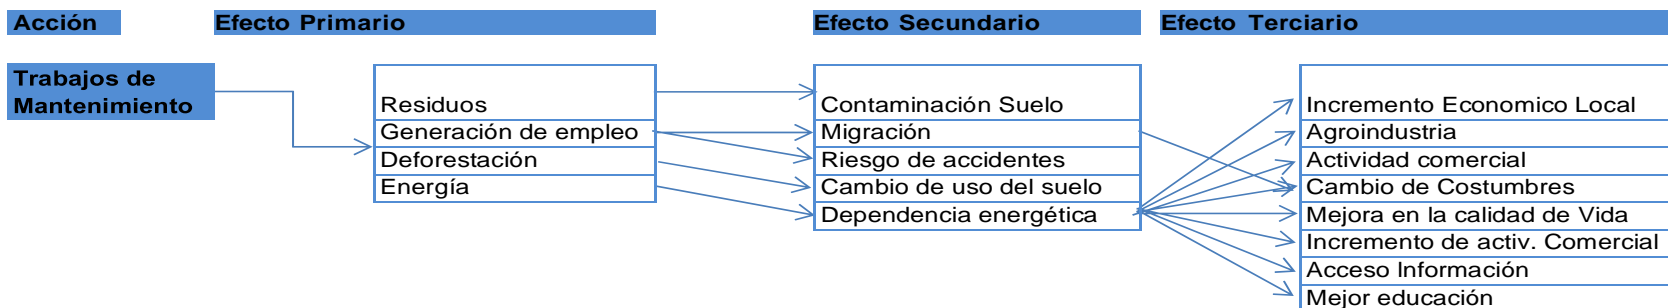 Acción
Efecto Primario
Efecto Secundario
Efecto Terciario
Trabajos de
Mantenimiento
Residuos
Generación de empleo
Deforestación
Energía
Contaminación Suelo
Migración
Riesgo de accidentes
Cambio de uso del suelo
Dependencia energética
Incremento Economico Local
Agroindustria
Actividad comercial
Cambio de Costumbres
Mejora en la calidad de Vida
Incremento de activ. Comercial
Acceso Información
Mejor educación